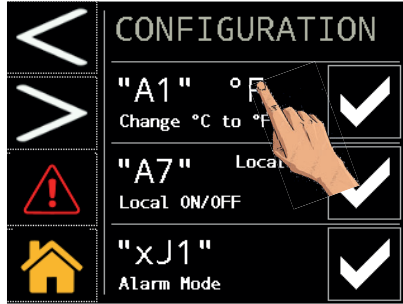 CONFIGURATION
"A1" °F
Change °C to °F
"A7" Local
Local ON/OFF
"xJ1"
Alarm Mode